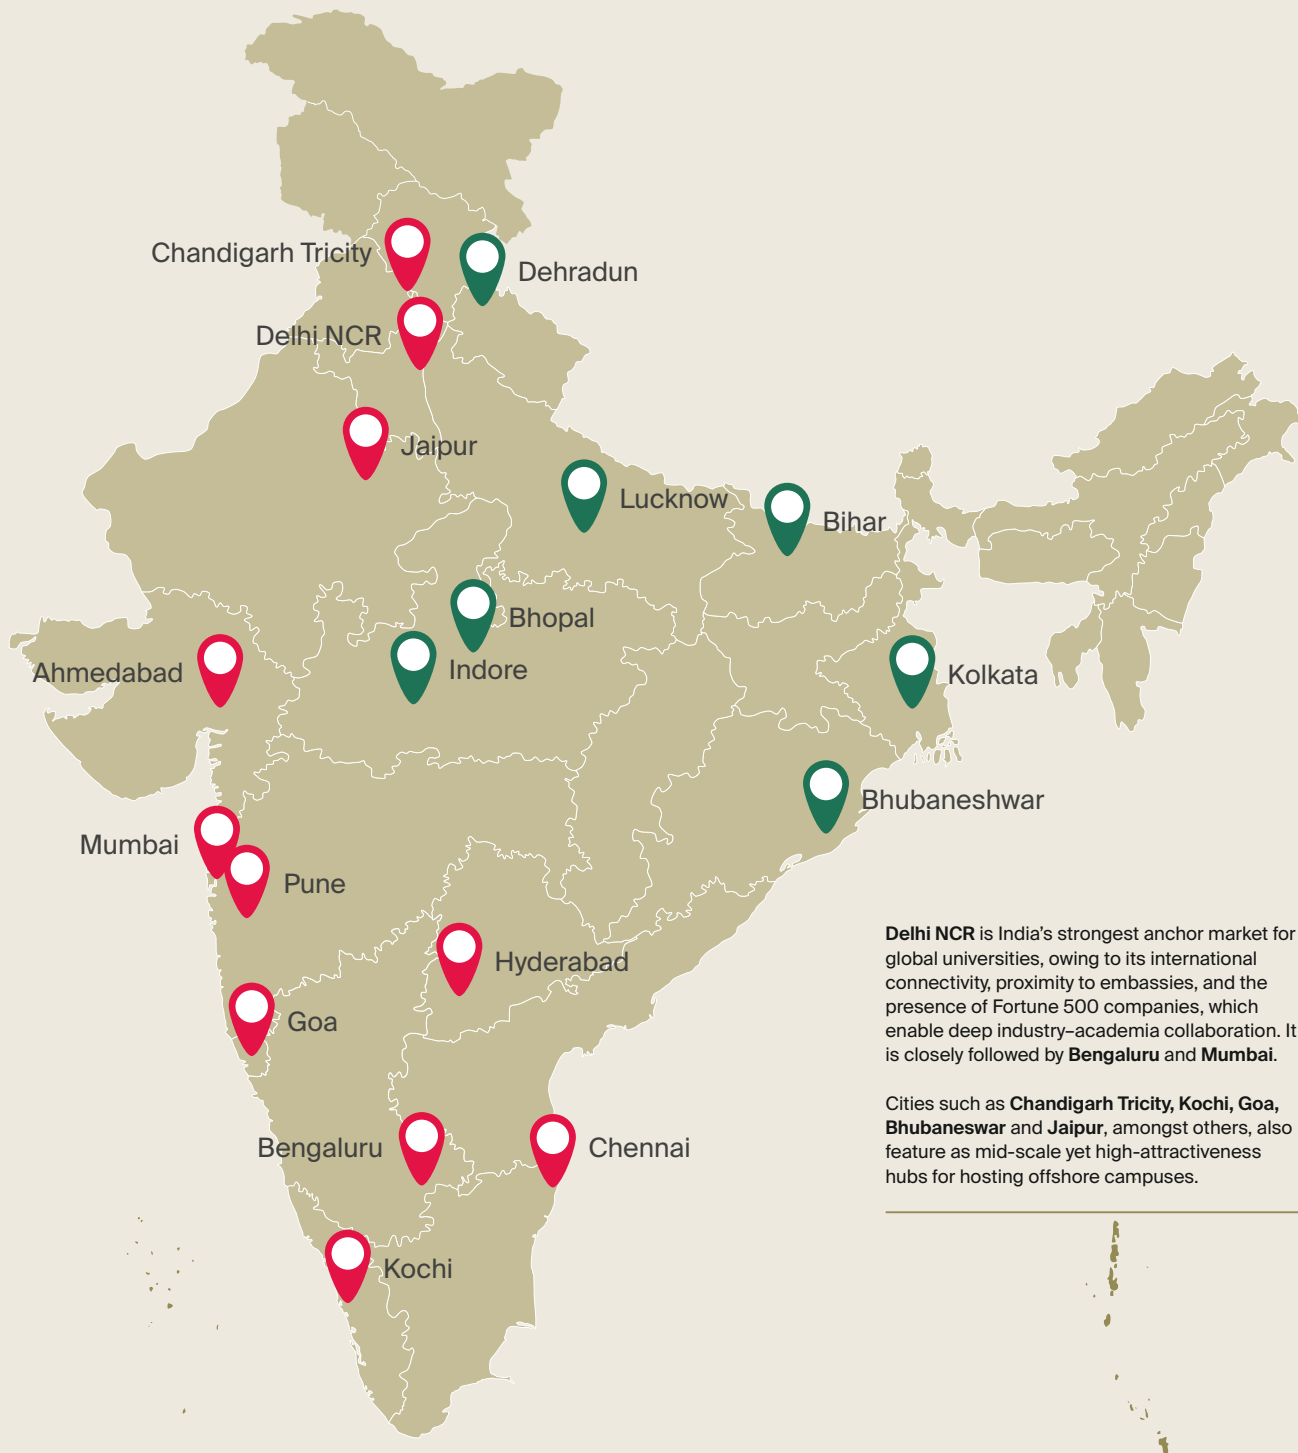 Chandigarh Tricity
Dehradun
Delhi NCR
Jaipur
Lucknow
Bihar
Bhopal
Indore
Ahmedabad
Kolkata
Bhubaneshwar
Mumbai
Pune
Hyderabad
Goa
Bengaluru
Chennai
Kochi
Delhi NCR is India’s strongest anchor market for
global universities, owing to its international
connectivity, proximity to embassies, and the
presence of Fortune 500 companies, which
enable deep industry–academia collaboration. It
is closely followed by Bengaluru and Mumbai.
Cities such as Chandigarh Tricity, Kochi, Goa,
Bhubaneswar and Jaipur, amongst others, also
feature as mid-scale yet high-attractiveness
hubs for hosting offshore campuses.